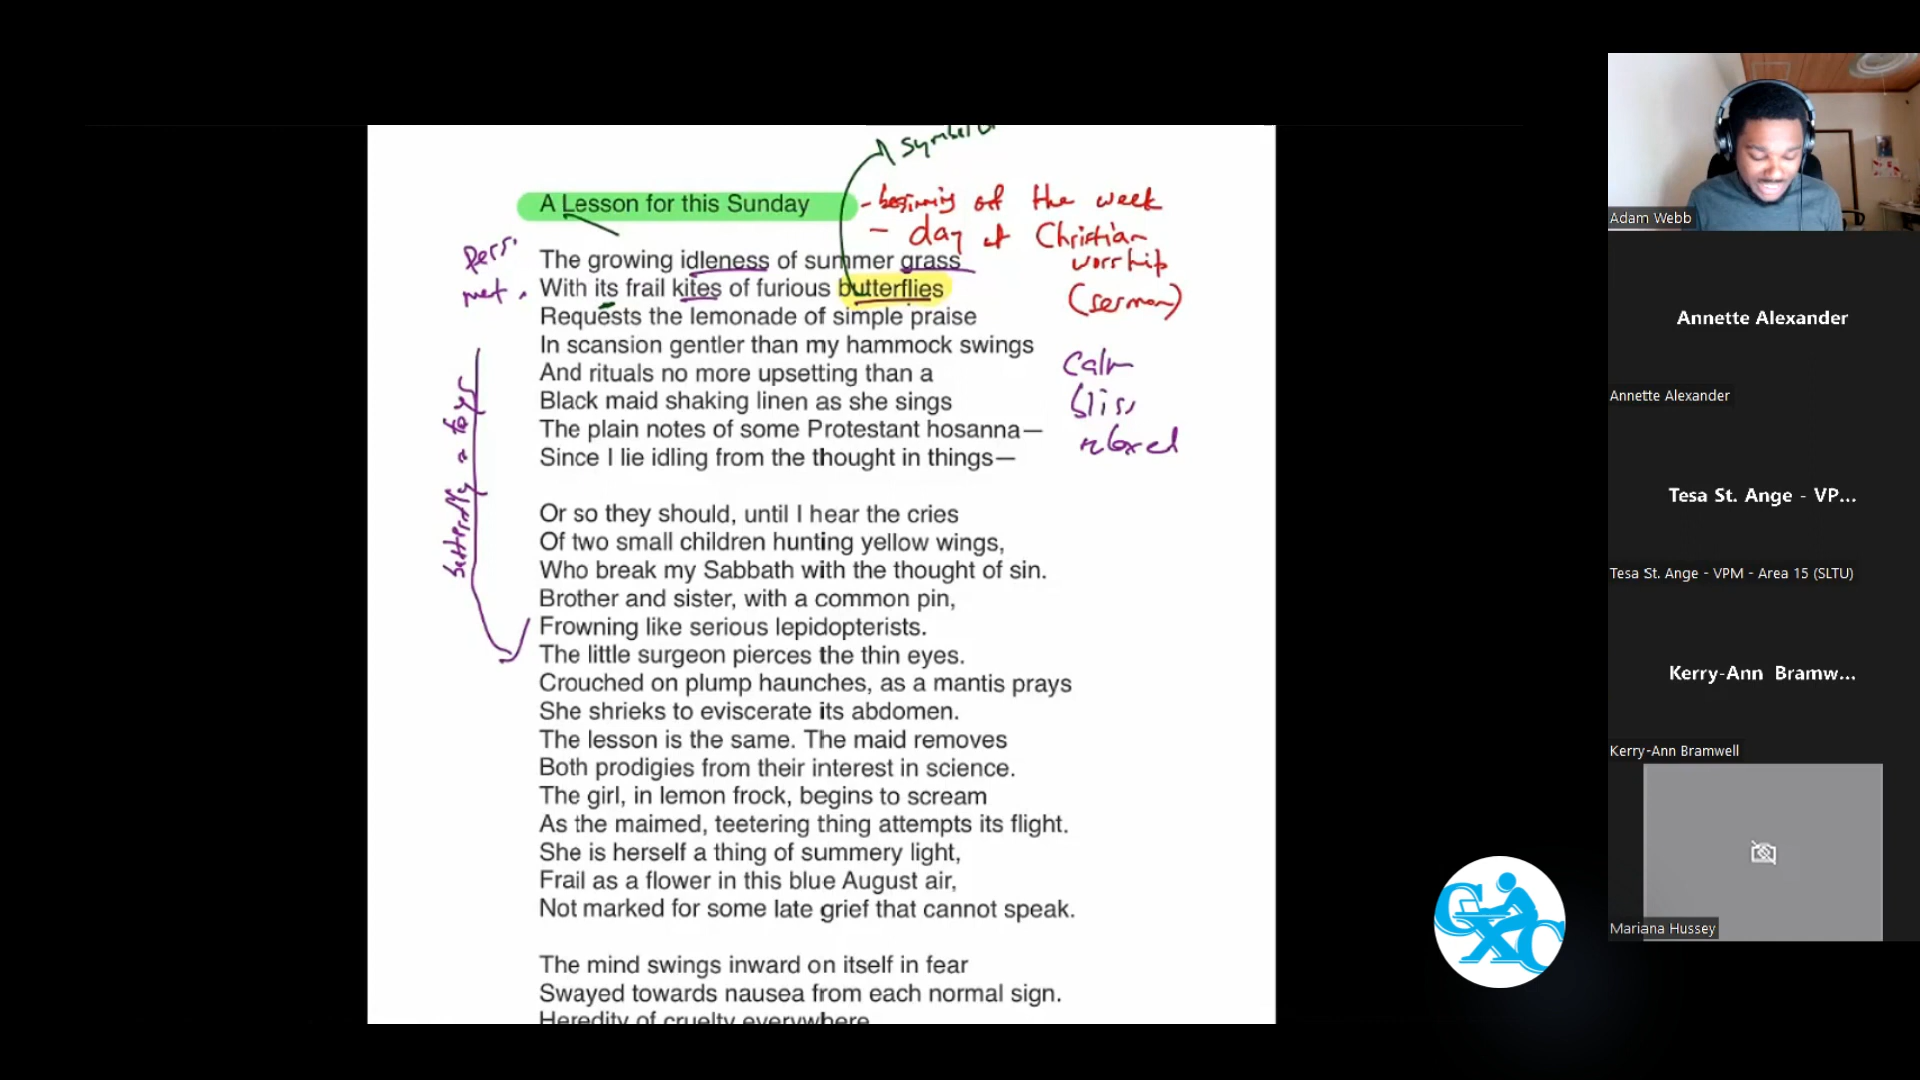 symbol
A Lesson for this Sunday
- beginning of the week
- day of Christian
worship
(sermon)
pers.
met.
The growing idleness of summer grass
With its frail kites of furious butterflies
Requests the lemonade of simple praise
In scansion gentler than my hammock swings
And rituals no more upsetting than a
Black maid shaking linen as she sings
The plain notes of some Protestant hosanna—
Since I lie idling from the thought in things—
calm
bliss
relaxed
butterfly = toys
Or so they should, until I hear the cries
Of two small children hunting yellow wings,
Who break my Sabbath with the thought of sin.
Brother and sister, with a common pin,
Frowning like serious lepidopterists.
The little surgeon pierces the thin eyes.
Crouched on plump haunches, as a mantis prays
She shrieks to eviscerate its abdomen.
The lesson is the same. The maid removes
Both prodigies from their interest in science.
The girl, in lemon frock, begins to scream
As the maimed, teetering thing attempts its flight.
She is herself a thing of summery light,
Frail as a flower in this blue August air,
Not marked for some late grief that cannot speak.
The mind swings inward on itself in fear
Swayed towards nausea from each normal sign.
Heredity of cruelty everywhere
Adam Webb
Annette Alexander
Annette Alexander
Tesa St. Ange - VP...
Tesa St. Ange - VPM - Area 15 (SLTU)
Kerry-Ann Bramw...
Kerry-Ann Bramwell
Mariana Hussey
CXC